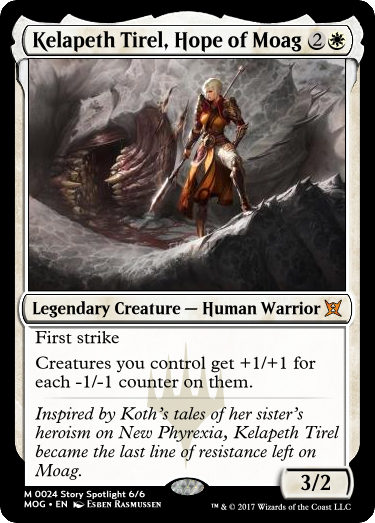 Kelapeth Tirel, Hope of Moag 2
Legendary Creature — Human Warrior
First strike
Creatures you control get +1/+1 for
each -1/-1 counter on them.
Inspired by Koth's tales of her sister's
heroism on New Phyrexia, Kelapeth Tirel
became the last line of resistance left on
Moag.
3/2
M 0024 Story Spotlight 6/6
MOG • EN Esben Rasmussen
™ & © 2017 Wizards of the Coast LLC